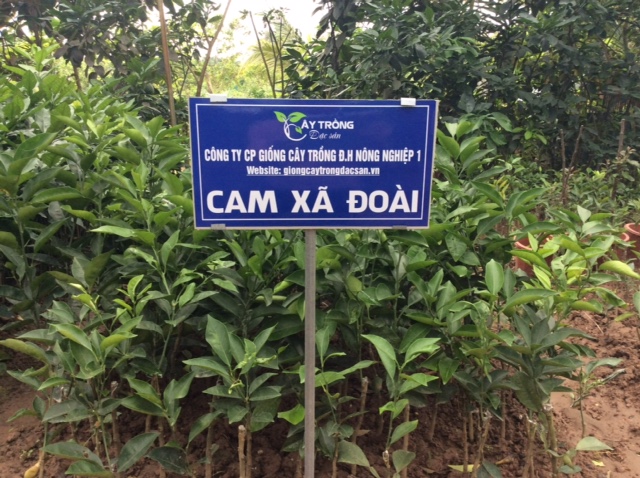 CÂY TRỒNG
Đặc sản
CÔNG TY CP GIỐNG CÂY TRỒNG Đ.H NÔNG NGHIỆP 1
Website: giongcaytrongdacsan.vn
CAM XÃ ĐOÀI